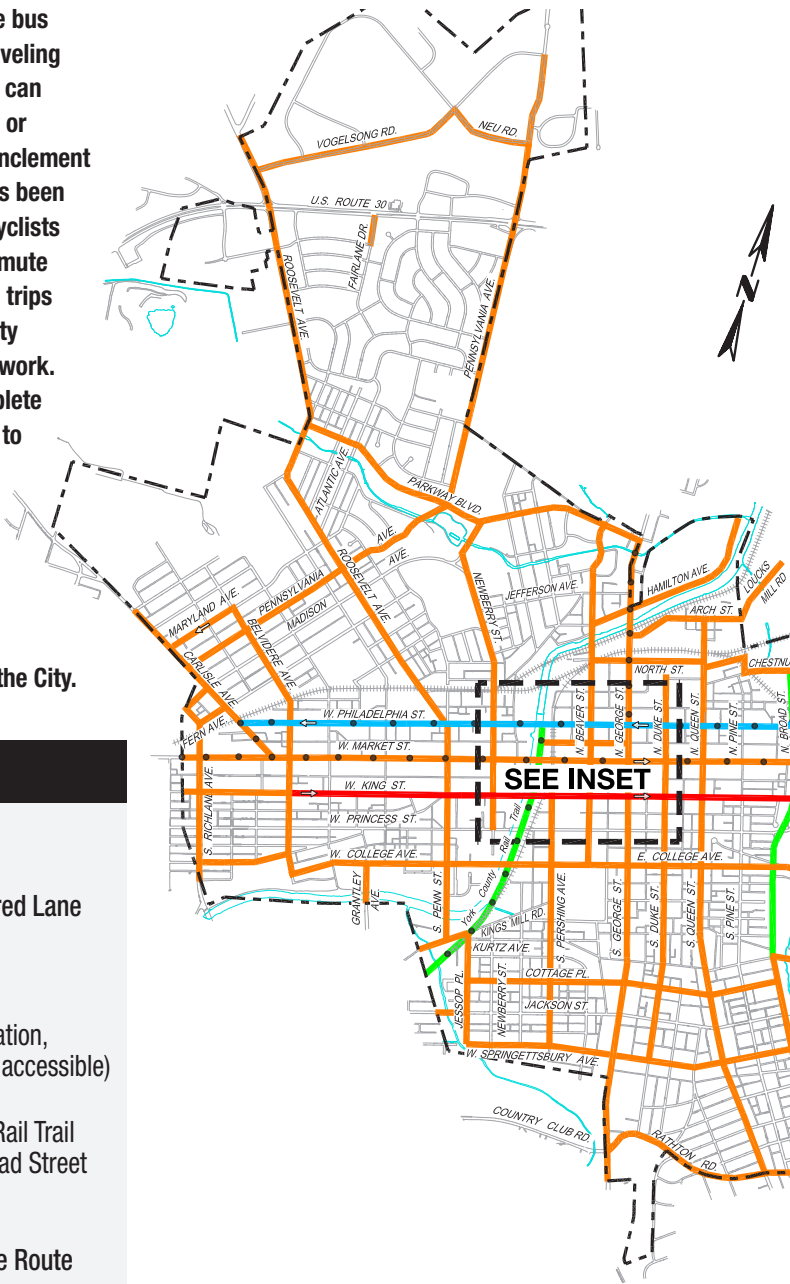 e bus
veling
can
or
nclement
s been
yclists
mute
trips
ty
work.
plete
to
the City.
red Lane
ation,
accessible)
Rail Trail
ad Street
e Route
VOGELSONG RD.
NEU RD.
U.S. ROUTE 30
FAIRLANE DR.
ROOSEVELT AVE.
PENNSYLVANIA AVE.
N
ATLANTIC AVE.
PARKWAY BLVD.
PENNSYLVANIA AVE.
MADISON AVE.
ROOSEVELT AVE.
NEWBERRY ST.
JEFFERSON AVE.
HAMILTON AVE.
LOUCKS
MILL RD
ARCH ST.
MARYLAND AVE.
BELVIDERE AVE.
CARLISLE AVE.
FERN AVE.
NORTH ST.
CHESTNU
W. PHILADELPHIA ST.
N. BEAVER ST.
N. GEORGE ST.
N. DUKE ST.
N. QUEEN ST.
N. PINE ST.
N. BROAD ST.
W. MARKET ST.
SEE INSET
W. KING ST.
S. RICHLAND AVE.
W. PRINCESS ST.
W. COLLEGE AVE.
E. COLLEGE AVE.
York County Rail Trail
GRANTLEY
AVE.
S. PENN ST.
KINGS MILL RD.
KURTZ AVE.
S. PERSHING AVE.
S. GEORGE ST.
S. DUKE ST.
S. QUEEN ST.
S. PINE ST.
COTTAGE PL.
JESSOP PL.
NEWBERRY ST.
JACKSON ST.
W. SPRINGETTSBURY AVE.
COUNTRY CLUB RD.
RATHTON RD.